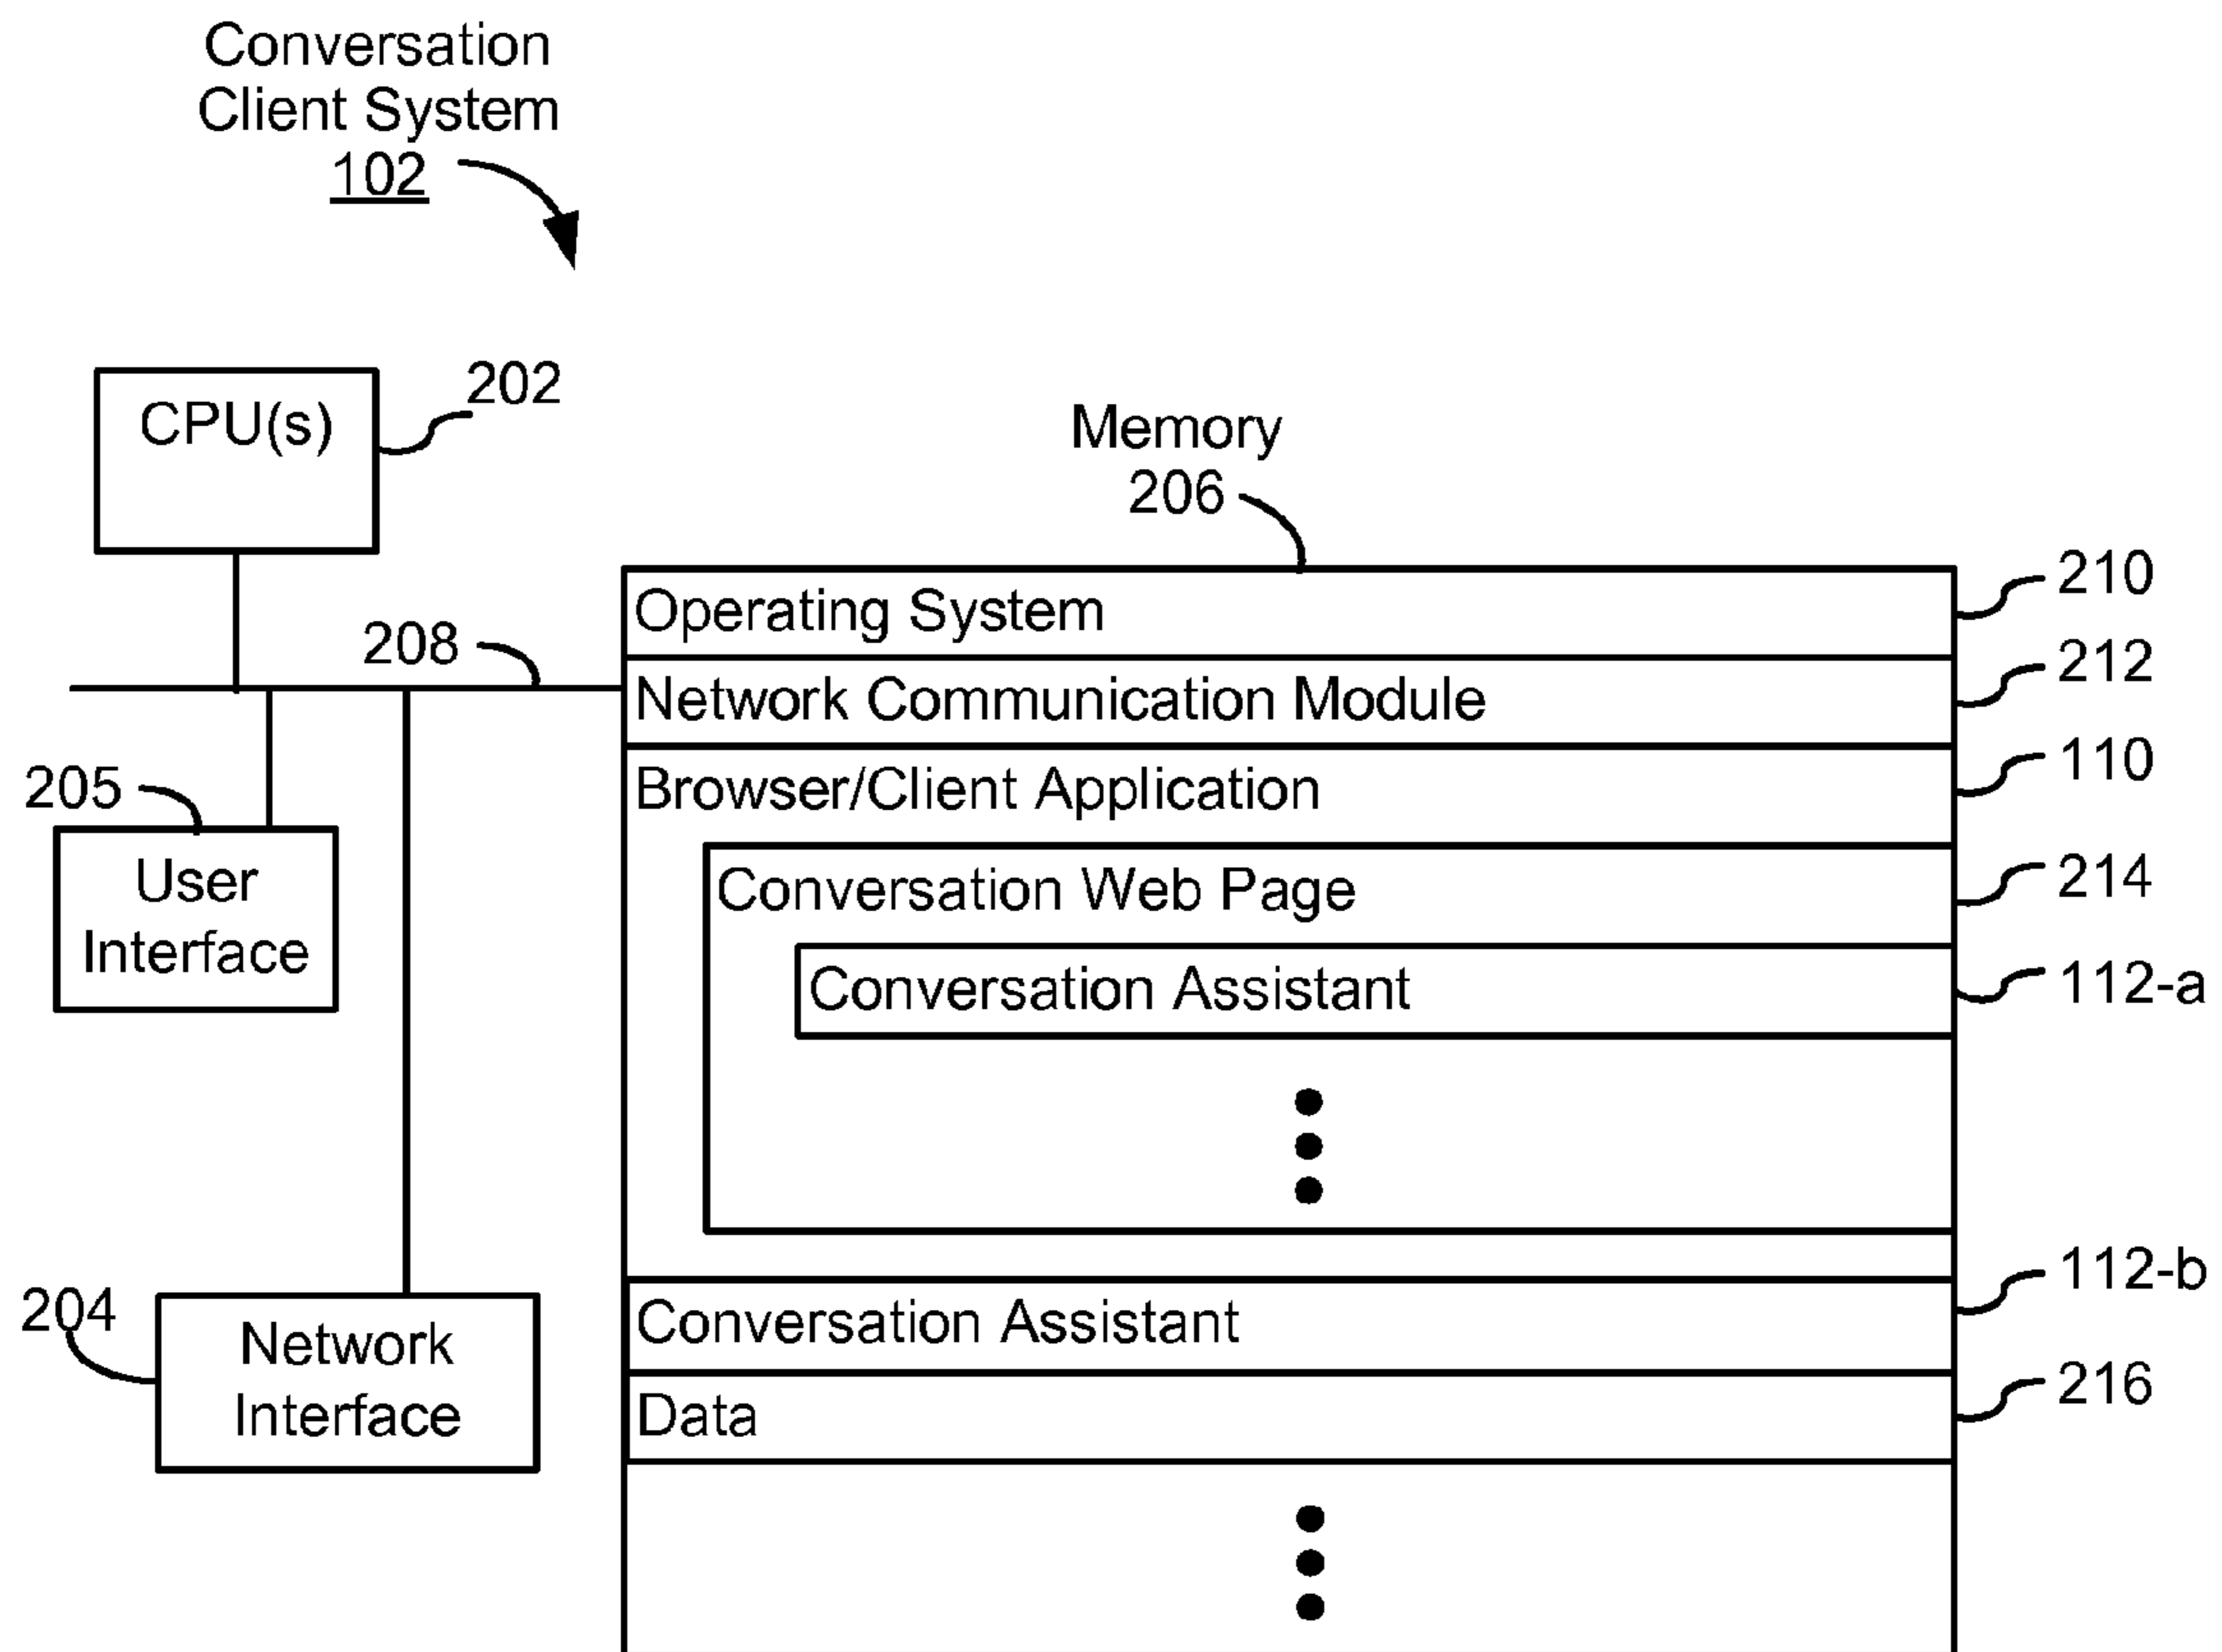 Conversation
Client System
102
CPU(s)
202
Memory
206
208
Operating System
210
Network Communication Module
212
Browser/Client Application
110
205
User
Interface
Conversation Web Page
214
Conversation Assistant
112-a
204
Network
Interface
Conversation Assistant
112-b
Data
216